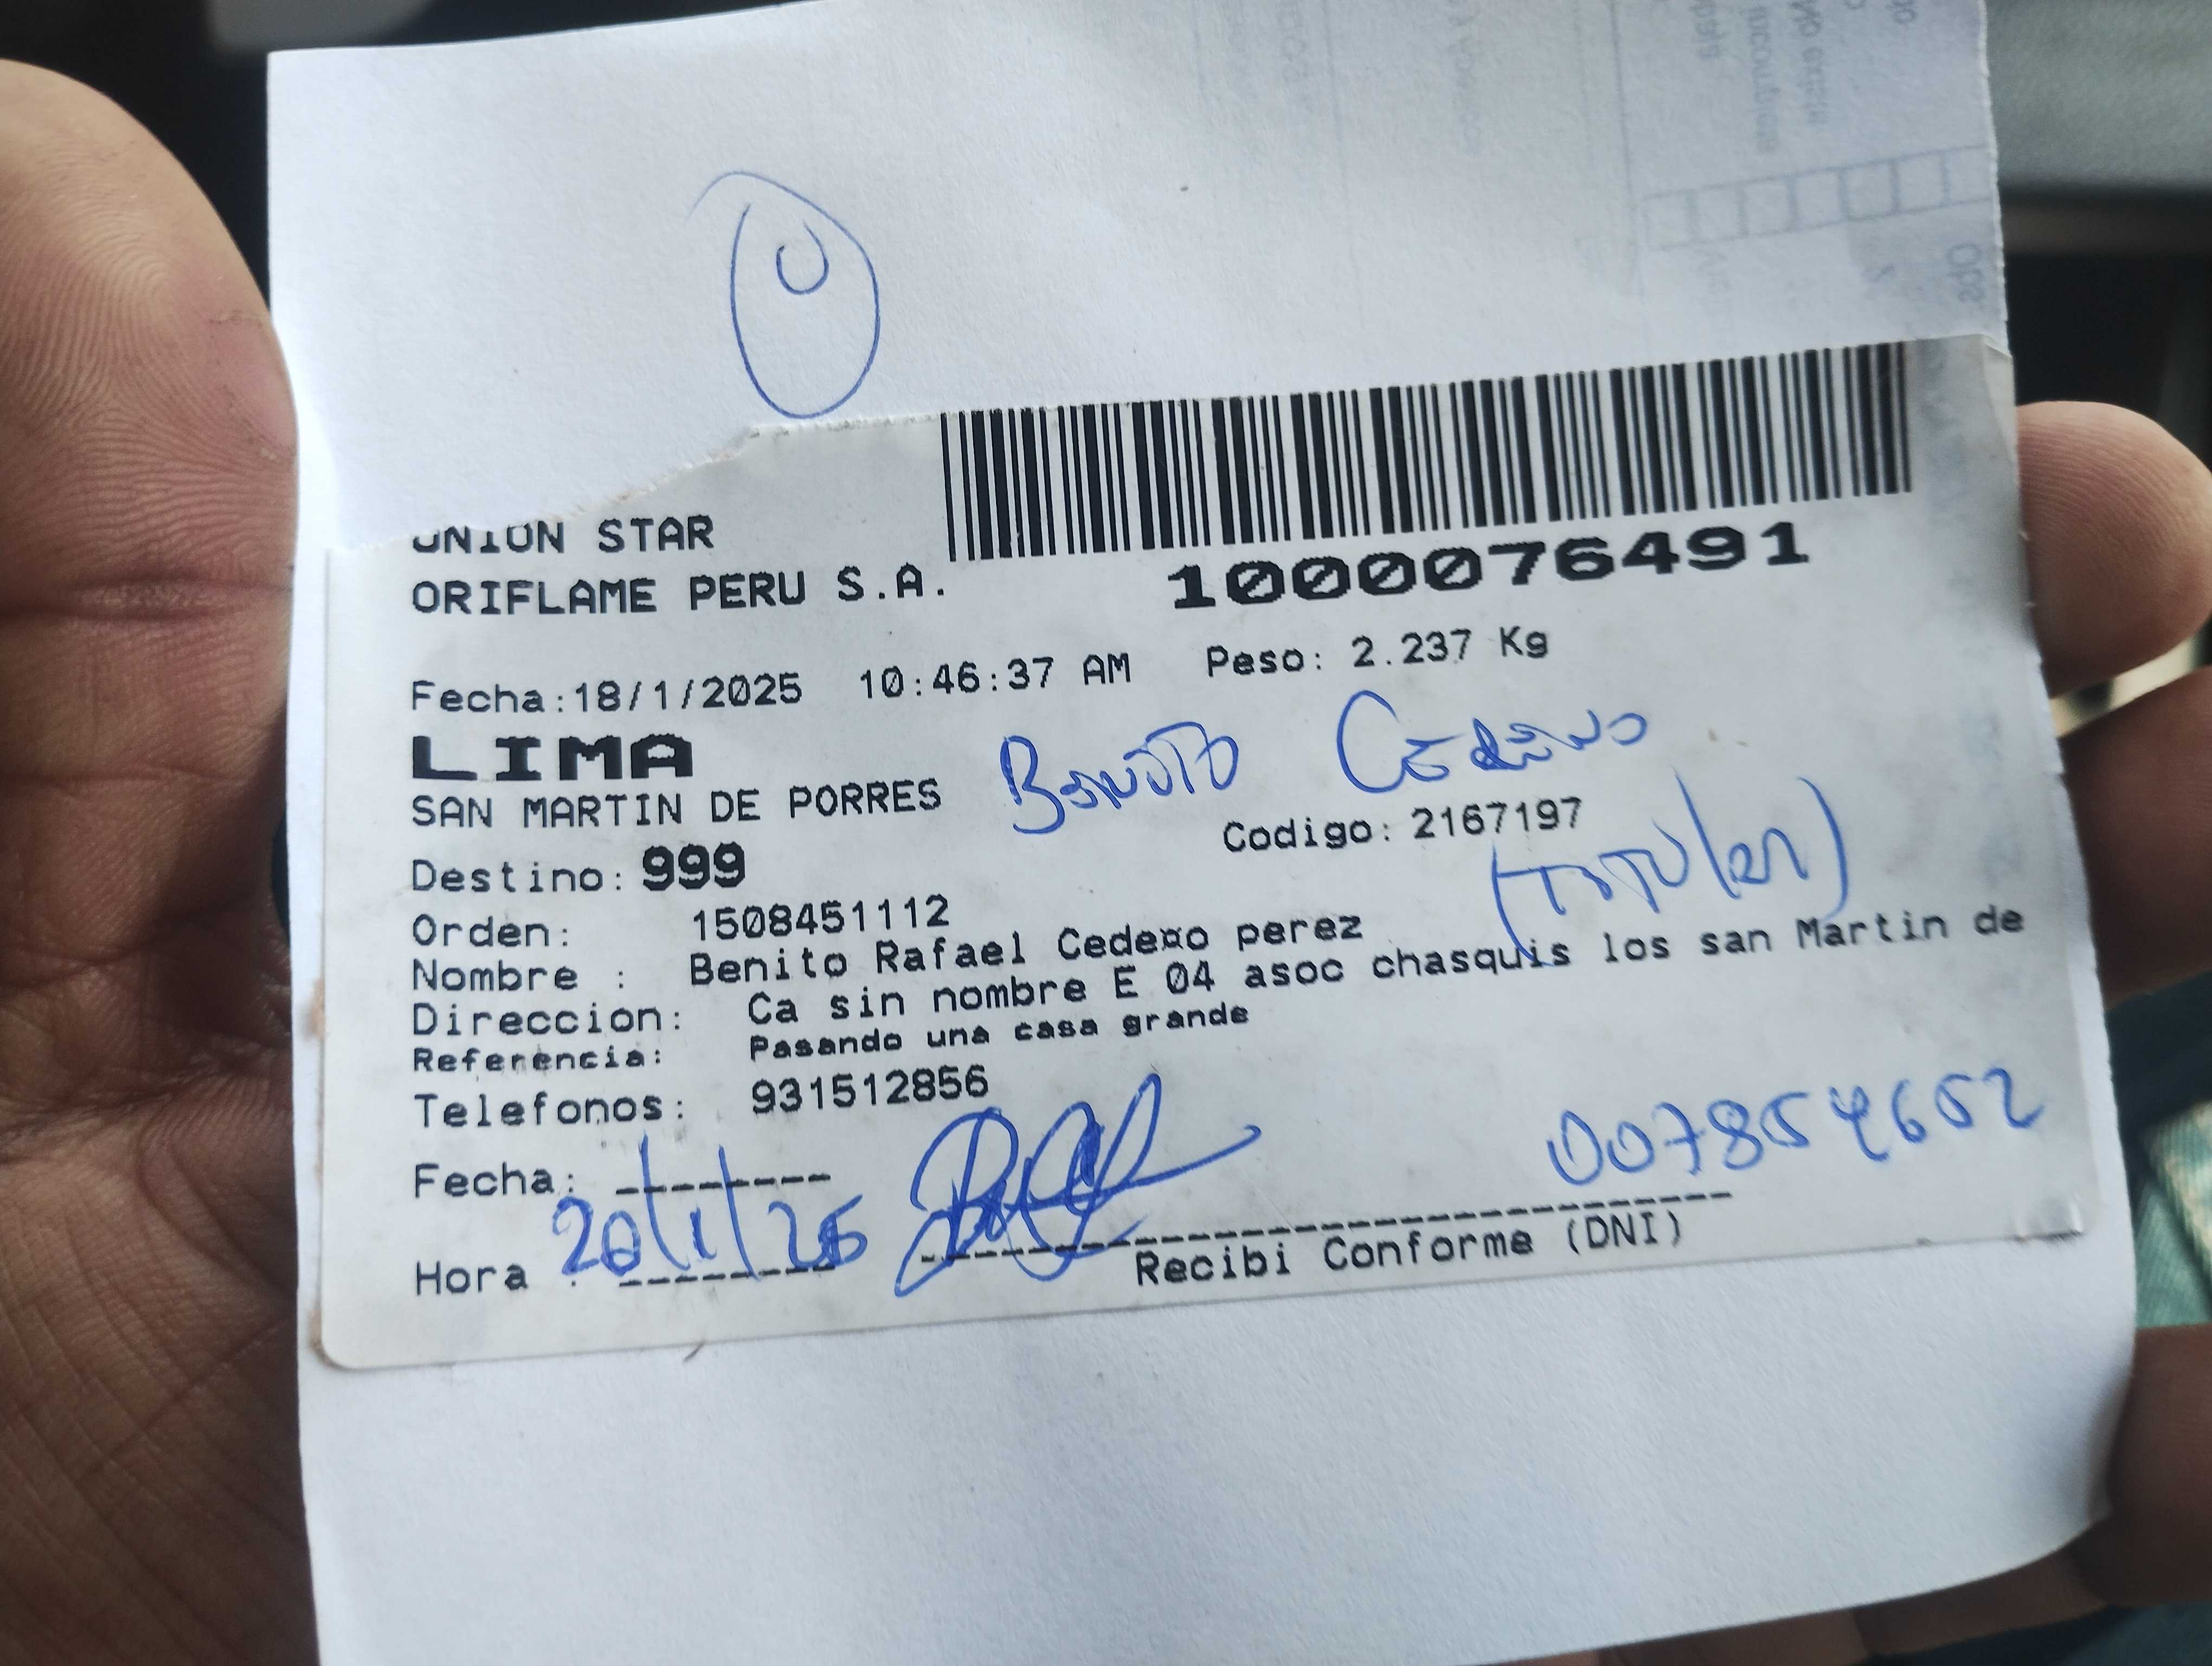 UNION STAR
ORIFLAME PERU S.A.
1000076491
Fecha:18/1/2025 10:46:37 AM Peso: 2.237 Kg
LIMA
SAN MARTIN DE PORRES Benito Cedeño
Codigo: 2167197
Destino: 999 (Titular)
Orden: 1508451112
Nombre : Benito Rafael Cede¤o perez
Direccion: Ca sin nombre E 04 asoc chasquis los san Martin de
Referencia: Pasando una casa grande
Telefonos: 931512856
Fecha: 20/1/25 007854652
Hora :
Recibi Conforme (DNI)